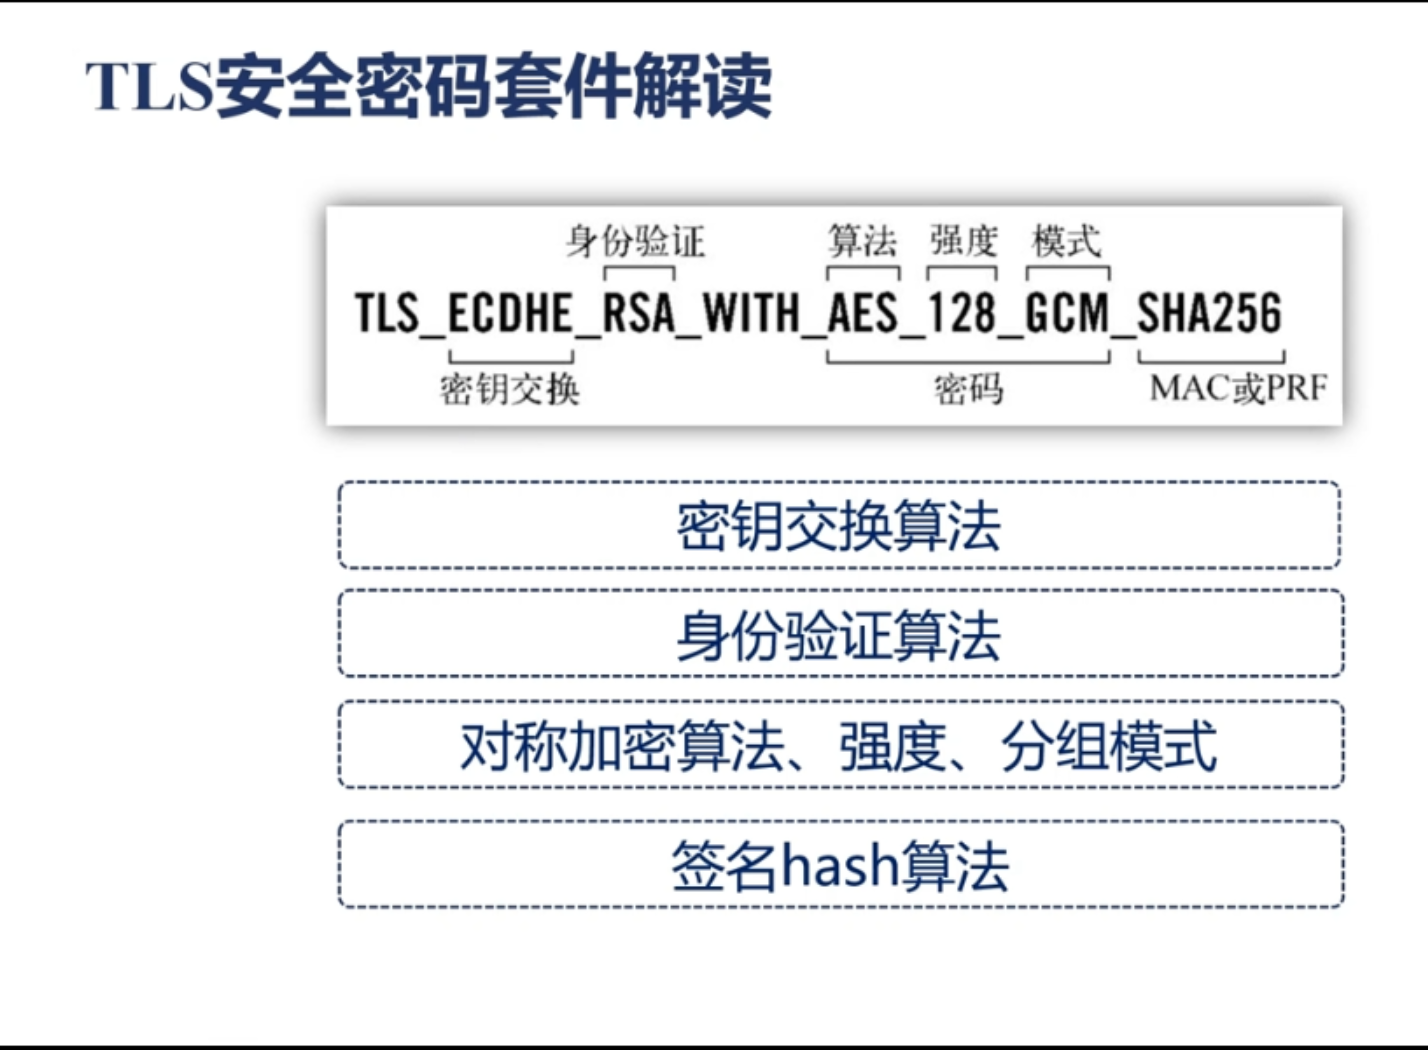 TLS安全密码套件解读
身份验证 算法 强度 模式
TLS_ECDHE_RSA_WITH_AES_128_GCM_SHA256
密钥交换 密码 MAC或PRF
密钥交换算法
身份验证算法
对称加密算法、强度、分组模式
签名hash算法